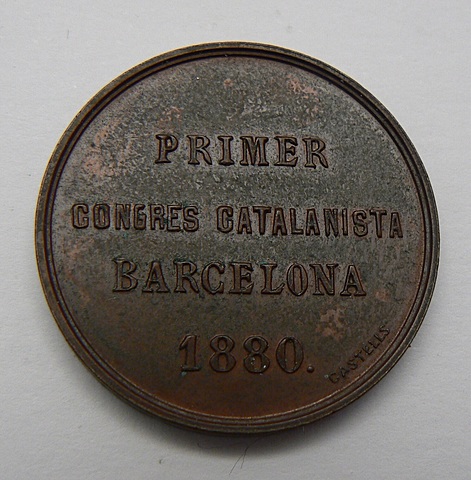 PRIMER
CONGRES CATALANISTA
BARCELONA
1880.
CASTELLS